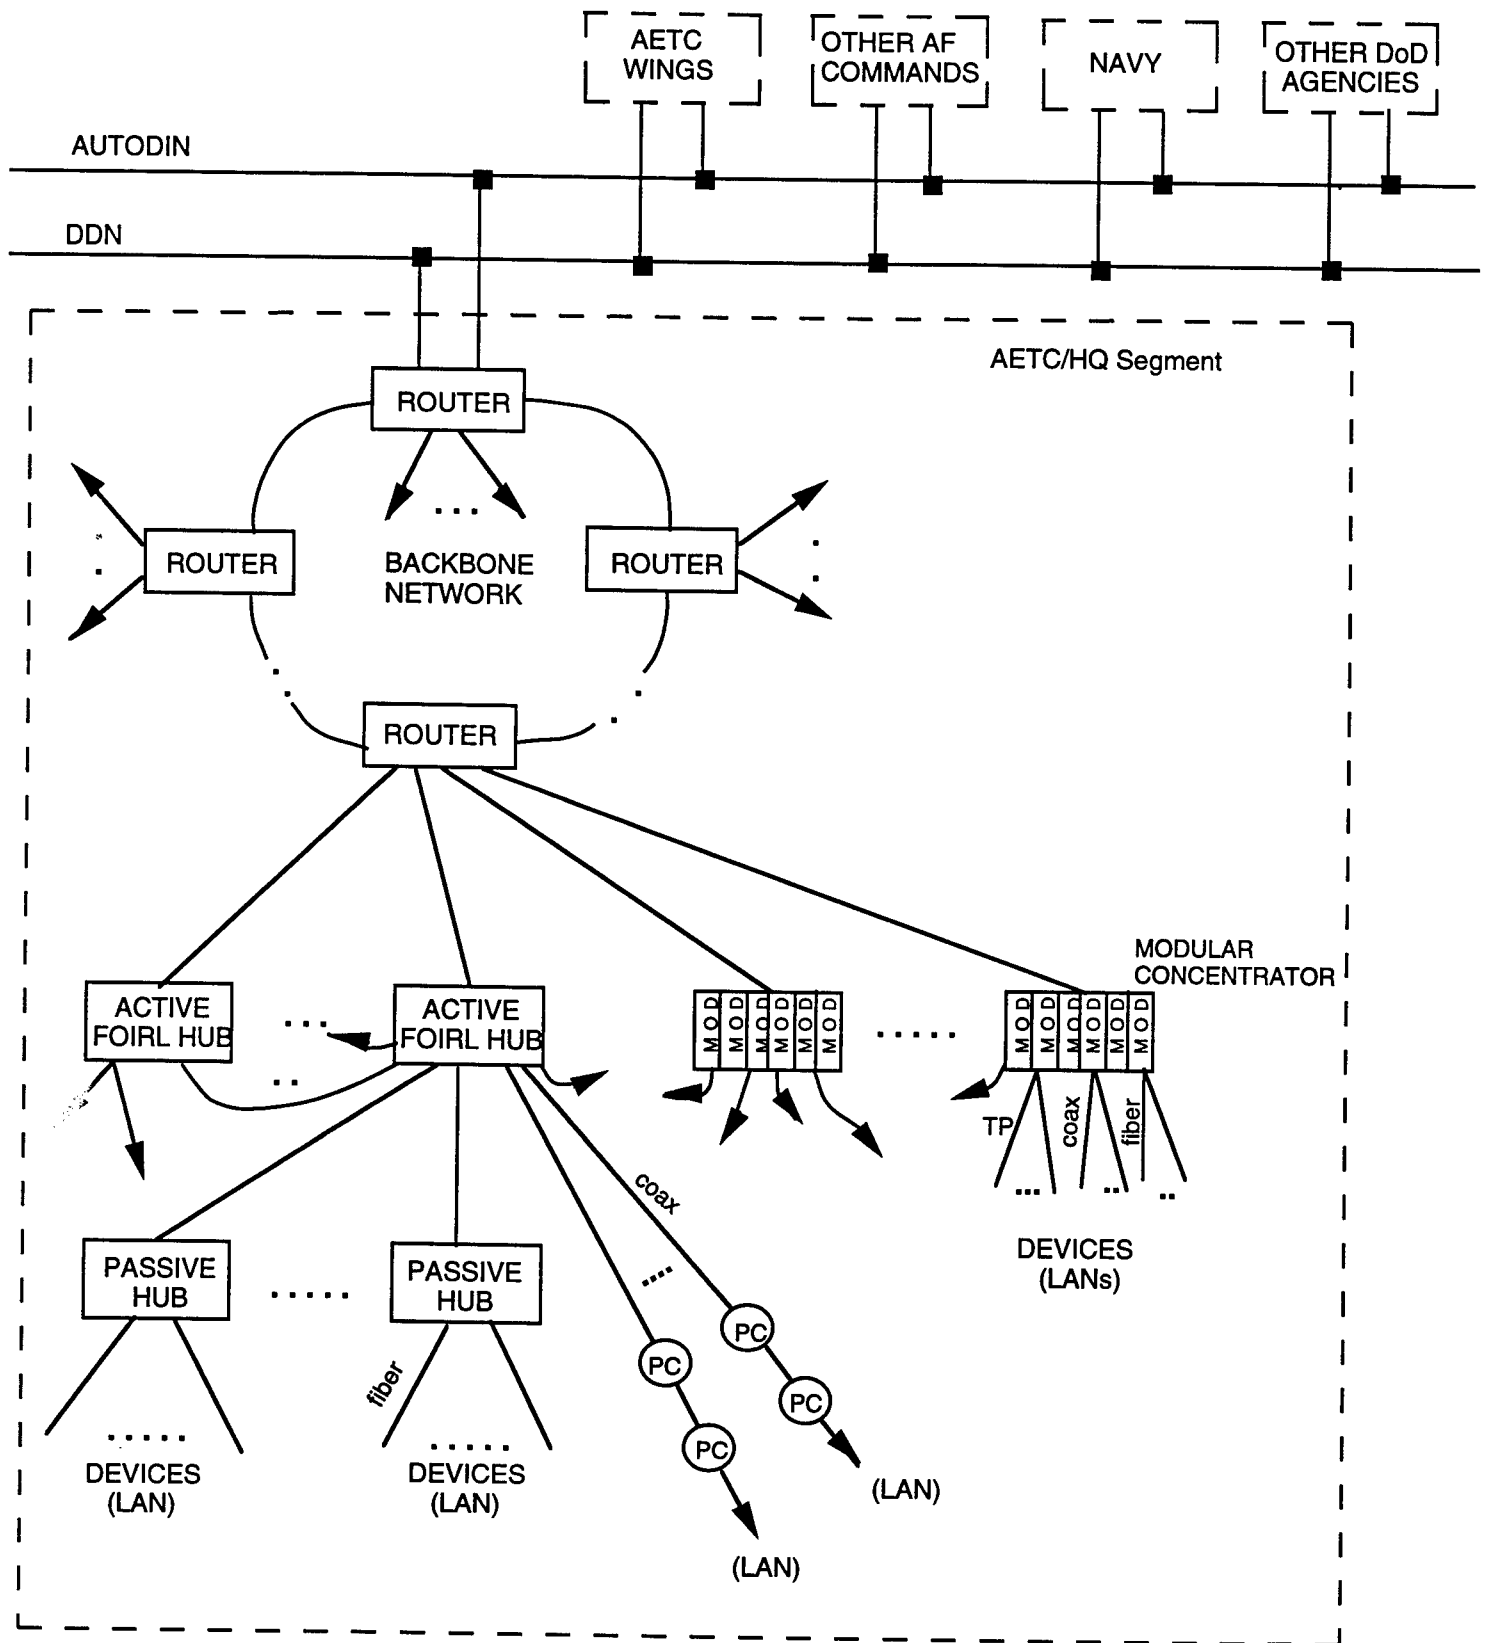 AETC
WINGS
OTHER AF
COMMANDS
NAVY
OTHER DoD
AGENCIES
AUTODIN
DDN
AETC/HQ Segment
ROUTER
ROUTER
BACKBONE
NETWORK
ROUTER
ROUTER
MODULAR
CONCENTRATOR
ACTIVE
FOIRL HUB
ACTIVE
FOIRL HUB
MOD
MOD
MOD
MOD
MOD
MOD
MOD
MOD
MOD
MOD
MOD
MOD
TP
coax
fiber
coax
DEVICES
(LANs)
PASSIVE
HUB
PASSIVE
HUB
PC
PC
PC
PC
fiber
DEVICES
(LAN)
DEVICES
(LAN)
(LAN)
(LAN)